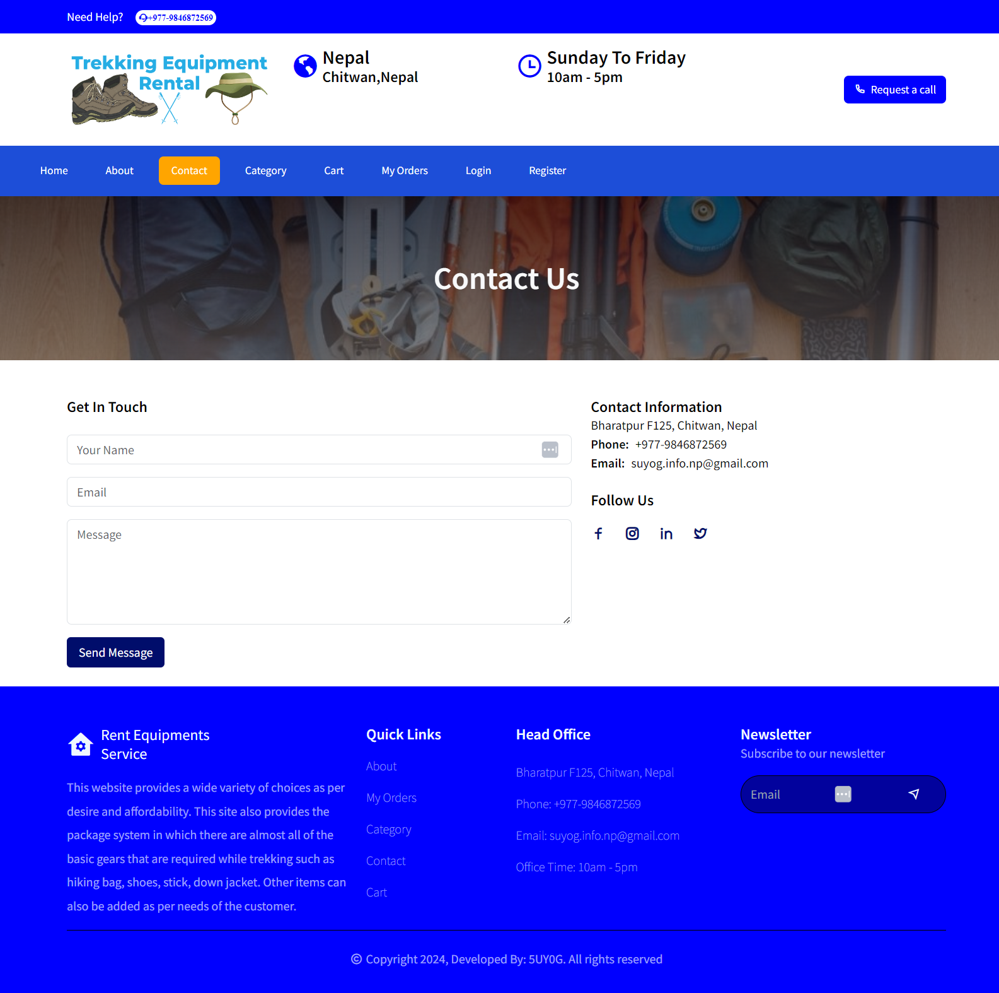 Need Help? +977-9846872569
Trekking Equipment
Rental
Nepal
Chitwan,Nepal
Sunday To Friday
10am - 5pm
Request a call
Home About Contact Category Cart My Orders Login Register
Contact Us
Get In Touch
Your Name
Email
Message
Send Message
Contact Information
Bharatpur F125, Chitwan, Nepal
Phone: +977-9846872569
Email: suyog.info.np@gmail.com
Follow Us
Rent Equipments
Service
This website provides a wide variety of choices as per
desire and affordability. This site also provides the
package system in which there are almost all of the
basic gears that are required while trekking such as
hiking bag, shoes, stick, down jacket. Other items can
also be added as per needs of the customer.
Quick Links
About
My Orders
Category
Contact
Cart
Head Office
Bharatpur F125, Chitwan, Nepal
Phone: +977-9846872569
Email: suyog.info.np@gmail.com
Office Time: 10am - 5pm
Newsletter
Subscribe to our newsletter
Email
© Copyright 2024, Developed By: 5UY0G. All rights reserved